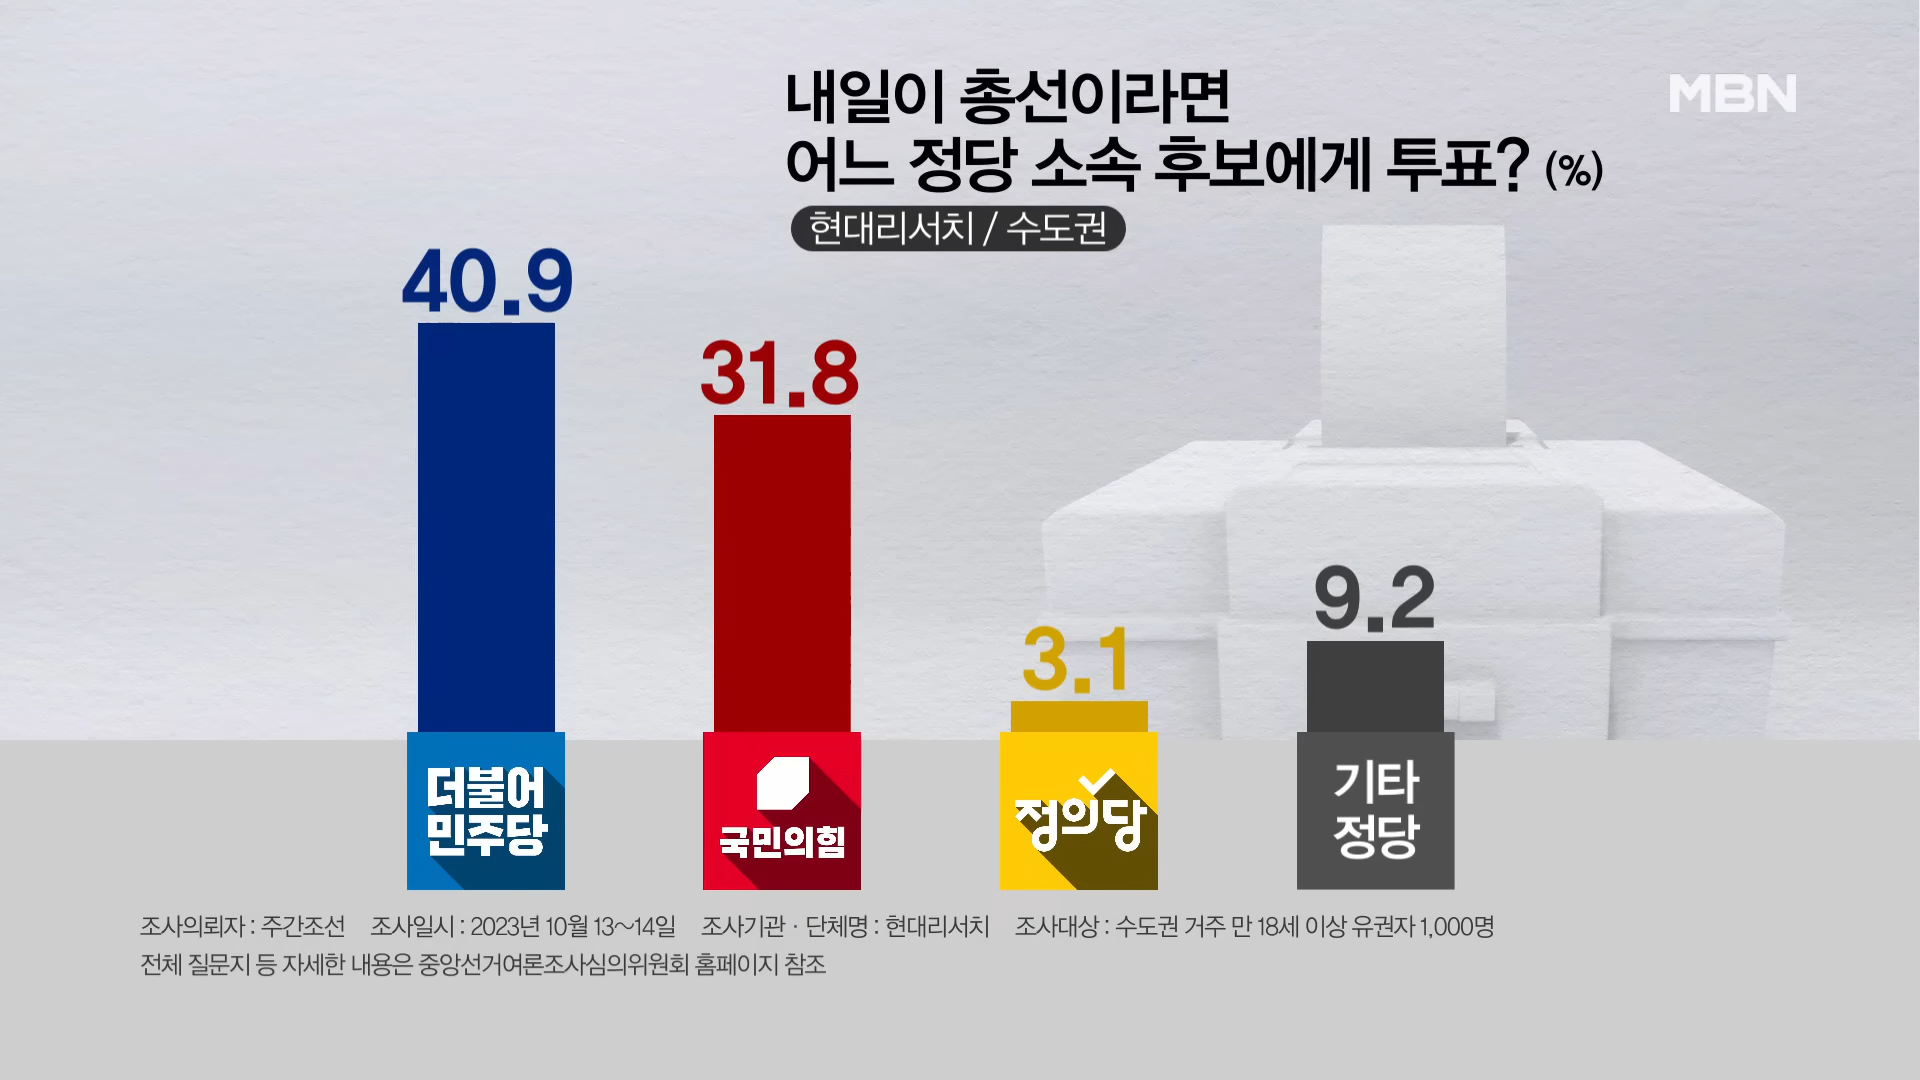 내일이 총선이라면
어느 정당 소속 후보에게 투표? (%)
MBN
현대리서치 / 수도권
40.9
31.8
3.1
9.2
더불어
민주당
국민의힘
정의당
기타
정당
조사의뢰자 : 주간조선 조사일시 : 2023년 10월 13~14일 조사기관 · 단체명 : 현대리서치 조사대상 : 수도권 거주 만 18세 이상 유권자 1,000명
전체 질문지 등 자세한 내용은 중앙선거여론조사심의위원회 홈페이지 참조